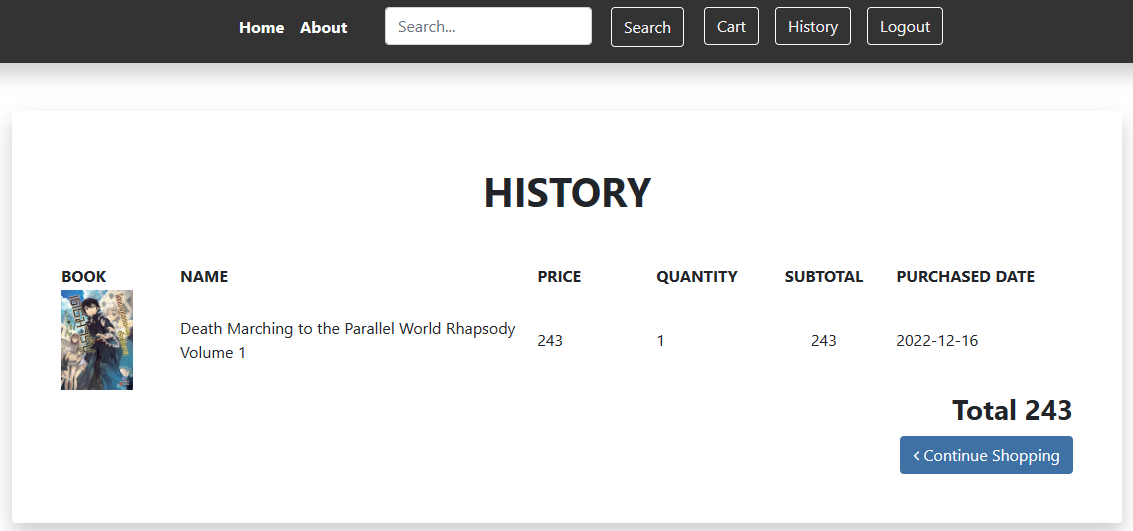 Home About Search... Search Cart History Logout
HISTORY
BOOK NAME PRICE QUANTITY SUBTOTAL PURCHASED DATE
Death Marching to the Parallel World Rhapsody
Volume 1
243 1 243 2022-12-16
Total 243
< Continue Shopping